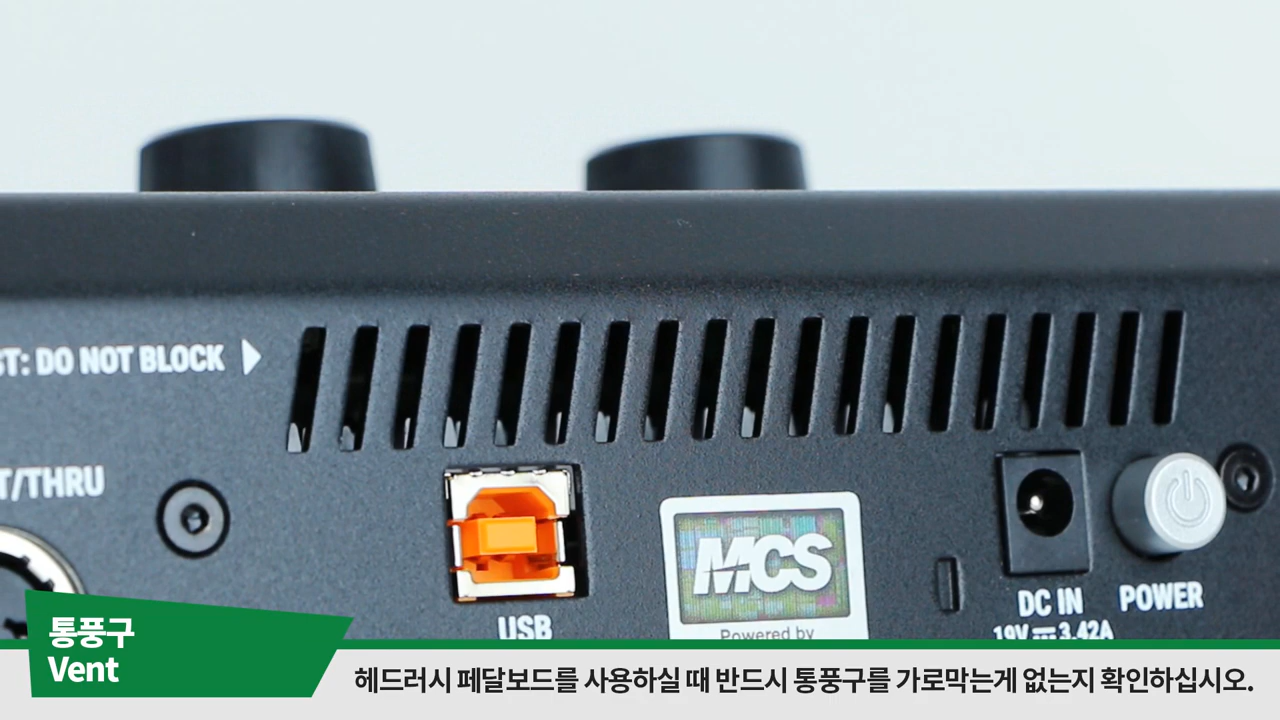 ST: DO NOT BLOCK
T/THRU
MCS
Powered by
USB
DC IN
19V 3.42A
POWER
통풍구
Vent
헤드러시 페달보드를 사용하실 때 반드시 통풍구를 가로막는게 없는지 확인하십시오.